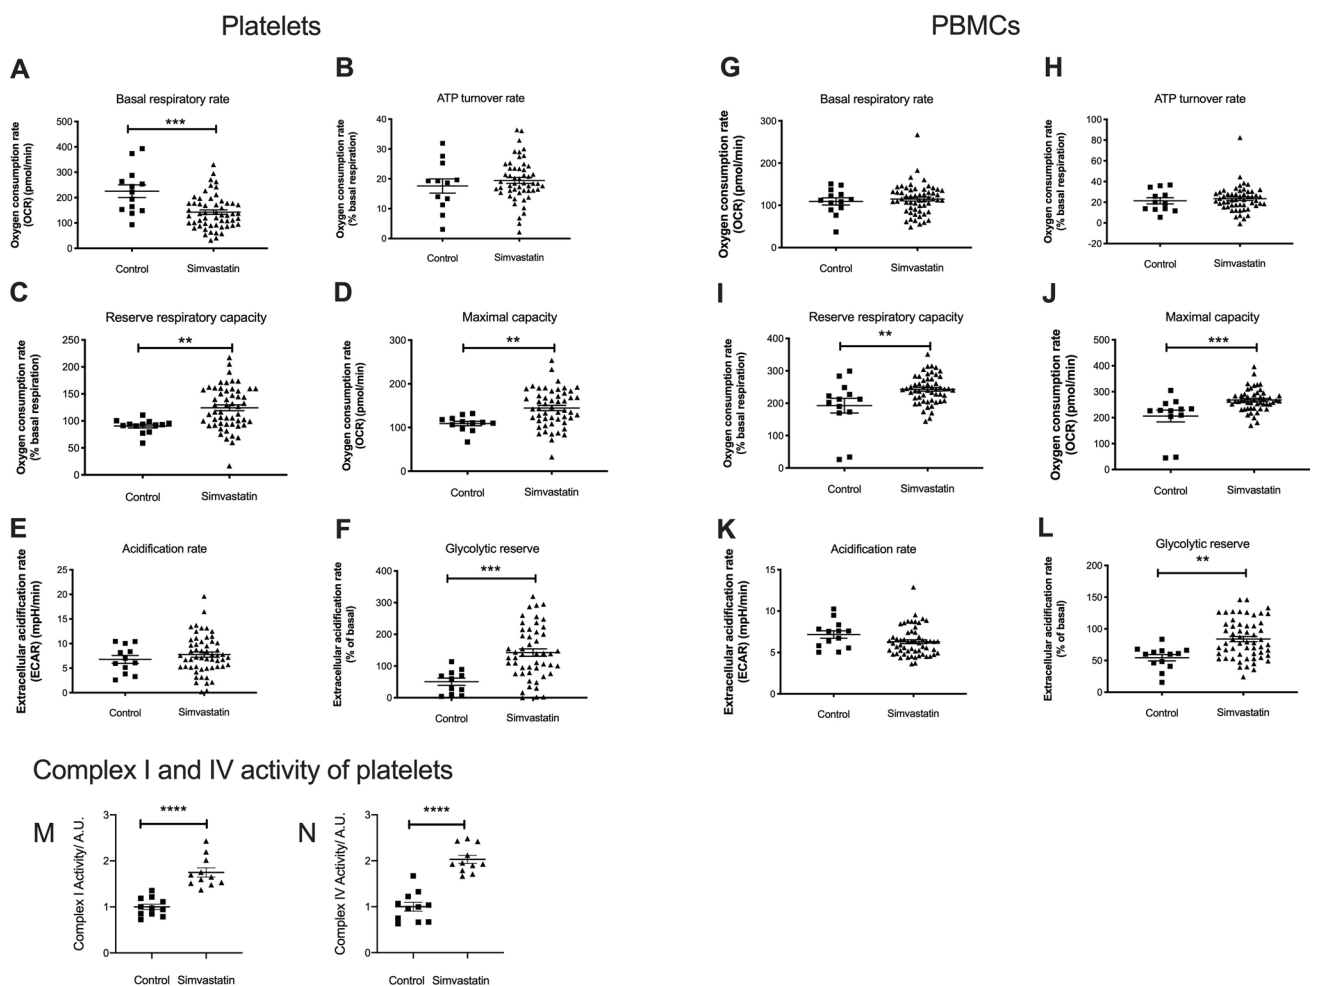 Platelets
PBMCs
A
Basal respiratory rate
Oxygen consumption rate
(OCR) (pmol/min)
500
400
300
200
100
0
***
Control
Simvastatin
B
ATP turnover rate
Oxygen consumption rate
(% basal respiration)
40
30
20
10
0
Control
Simvastatin
G
Basal respiratory rate
Oxygen consumption rate
(OCR) (pmol/min)
300
200
100
0
Control
Simvastatin
H
ATP turnover rate
Oxygen consumption rate
(% basal respiration)
100
80
60
40
20
0
-20
Control
Simvastatin
C
Reserve respiratory capacity
Oxygen consumption rate
(% basal respiration)
250
200
150
100
50
0
**
Control
Simvastatin
D
Maximal capacity
Oxygen consumption rate
(OCR) (pmol/min)
300
200
100
0
**
Control
Simvastatin
I
Reserve respiratory capacity
Oxygen consumption rate
(% basal respiration)
400
300
200
100
0
**
Control
Simvastatin
J
Maximal capacity
Oxygen consumption rate
(OCR) (pmol/min)
500
400
300
200
100
0
***
Control
Simvastatin
E
Acidification rate
Extracellular acidification rate
(ECAR) (mpH/min)
25
20
15
10
5
0
Control
Simvastatin
F
Glycolytic reserve
Extracellular acidification rate
(% of basal)
400
300
200
100
0
***
Control
Simvastatin
K
Acidification rate
Extracellular acidification rate
(ECAR) (mpH/min)
15
10
5
0
Control
Simvastatin
L
Glycolytic reserve
Extracellular acidification rate
(% of basal)
200
150
100
50
0
**
Control
Simvastatin
Complex I and IV activity of platelets
M
Complex I Activity/ A.U.
3
2
1
0
****
Control
Simvastatin
N
Complex IV Activity/ A.U.
3
2
1
0
****
Control
Simvastatin